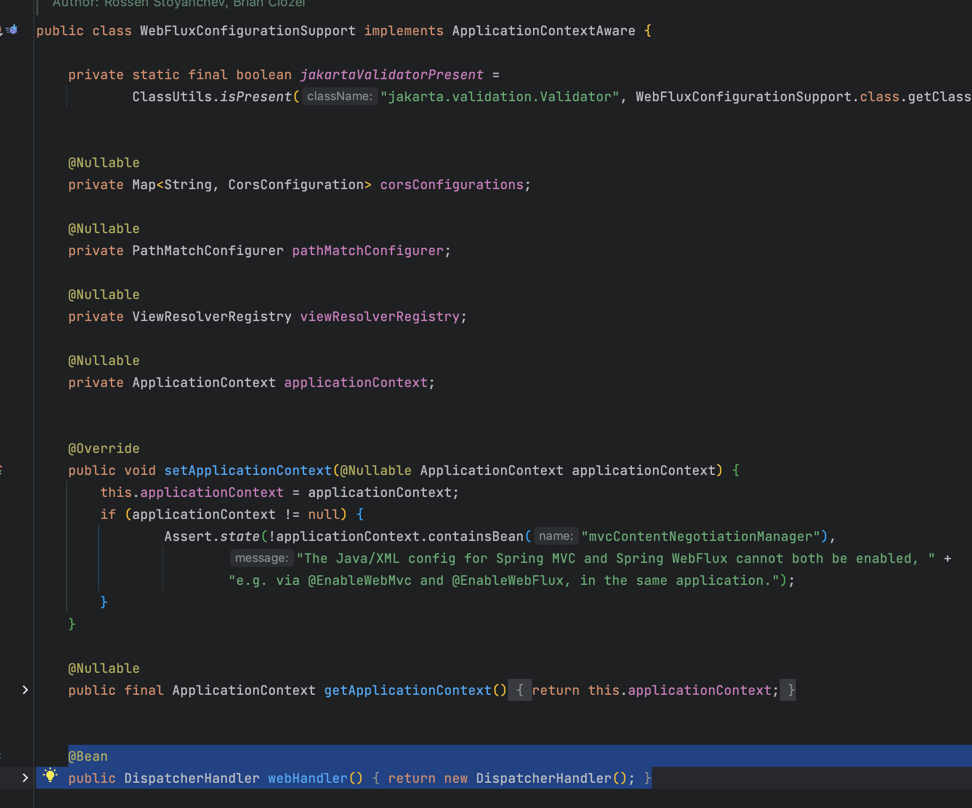 Author: Rossen Stoyanchev, Brian Clozel
public class WebFluxConfigurationSupport implements ApplicationContextAware {
private static final boolean jakartaValidatorPresent =
ClassUtils.isPresent( className: "jakarta.validation.Validator", WebFluxConfigurationSupport.class.getClass
@Nullable
private Map<String, CorsConfiguration> corsConfigurations;
@Nullable
private PathMatchConfigurer pathMatchConfigurer;
@Nullable
private ViewResolverRegistry viewResolverRegistry;
@Nullable
private ApplicationContext applicationContext;
@Override
public void setApplicationContext(@Nullable ApplicationContext applicationContext) {
this.applicationContext = applicationContext;
if (applicationContext != null) {
Assert.state(!applicationContext.containsBean( name: "mvcContentNegotiationManager"),
message: "The Java/XML config for Spring MVC and Spring WebFlux cannot both be enabled, " +
"e.g. via @EnableWebMvc and @EnableWebFlux, in the same application.");
}
}
@Nullable
public final ApplicationContext getApplicationContext() { return this.applicationContext; }
@Bean
public DispatcherHandler webHandler() { return new DispatcherHandler(); }